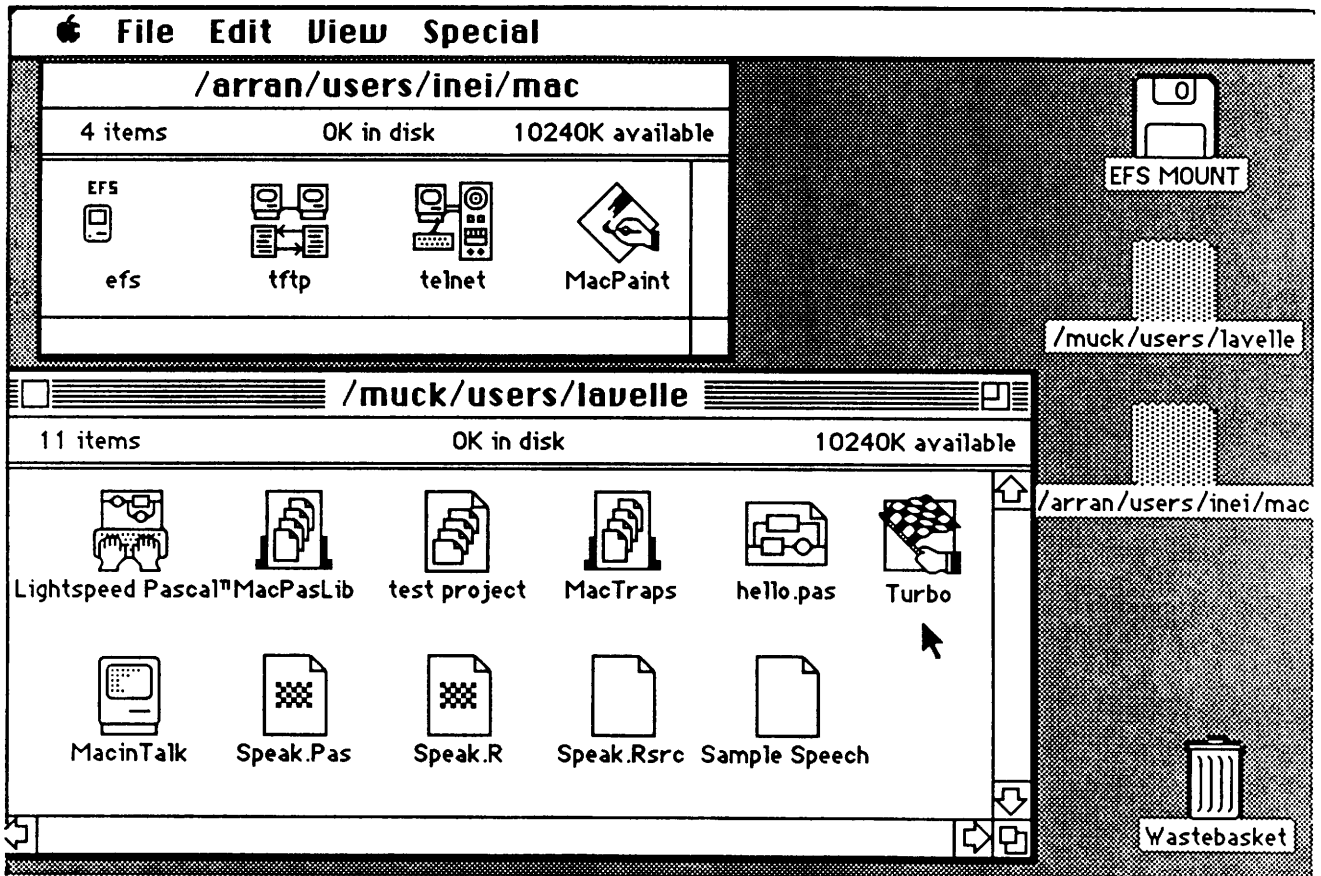 File Edit View Special
/arran/users/inei/mac
4 items 0K in disk 10240K available
EFS
efs tftp telnet MacPaint
EFS MOUNT
/muck/users/lavelle
/arran/users/inei/mac
/muck/users/lavelle
11 items 0K in disk 10240K available
Lightspeed Pascal™ MacPasLib test project MacTraps hello.pas Turbo
MacinTalk Speak.Pas Speak.R Speak.Rsrc Sample Speech
Wastebasket